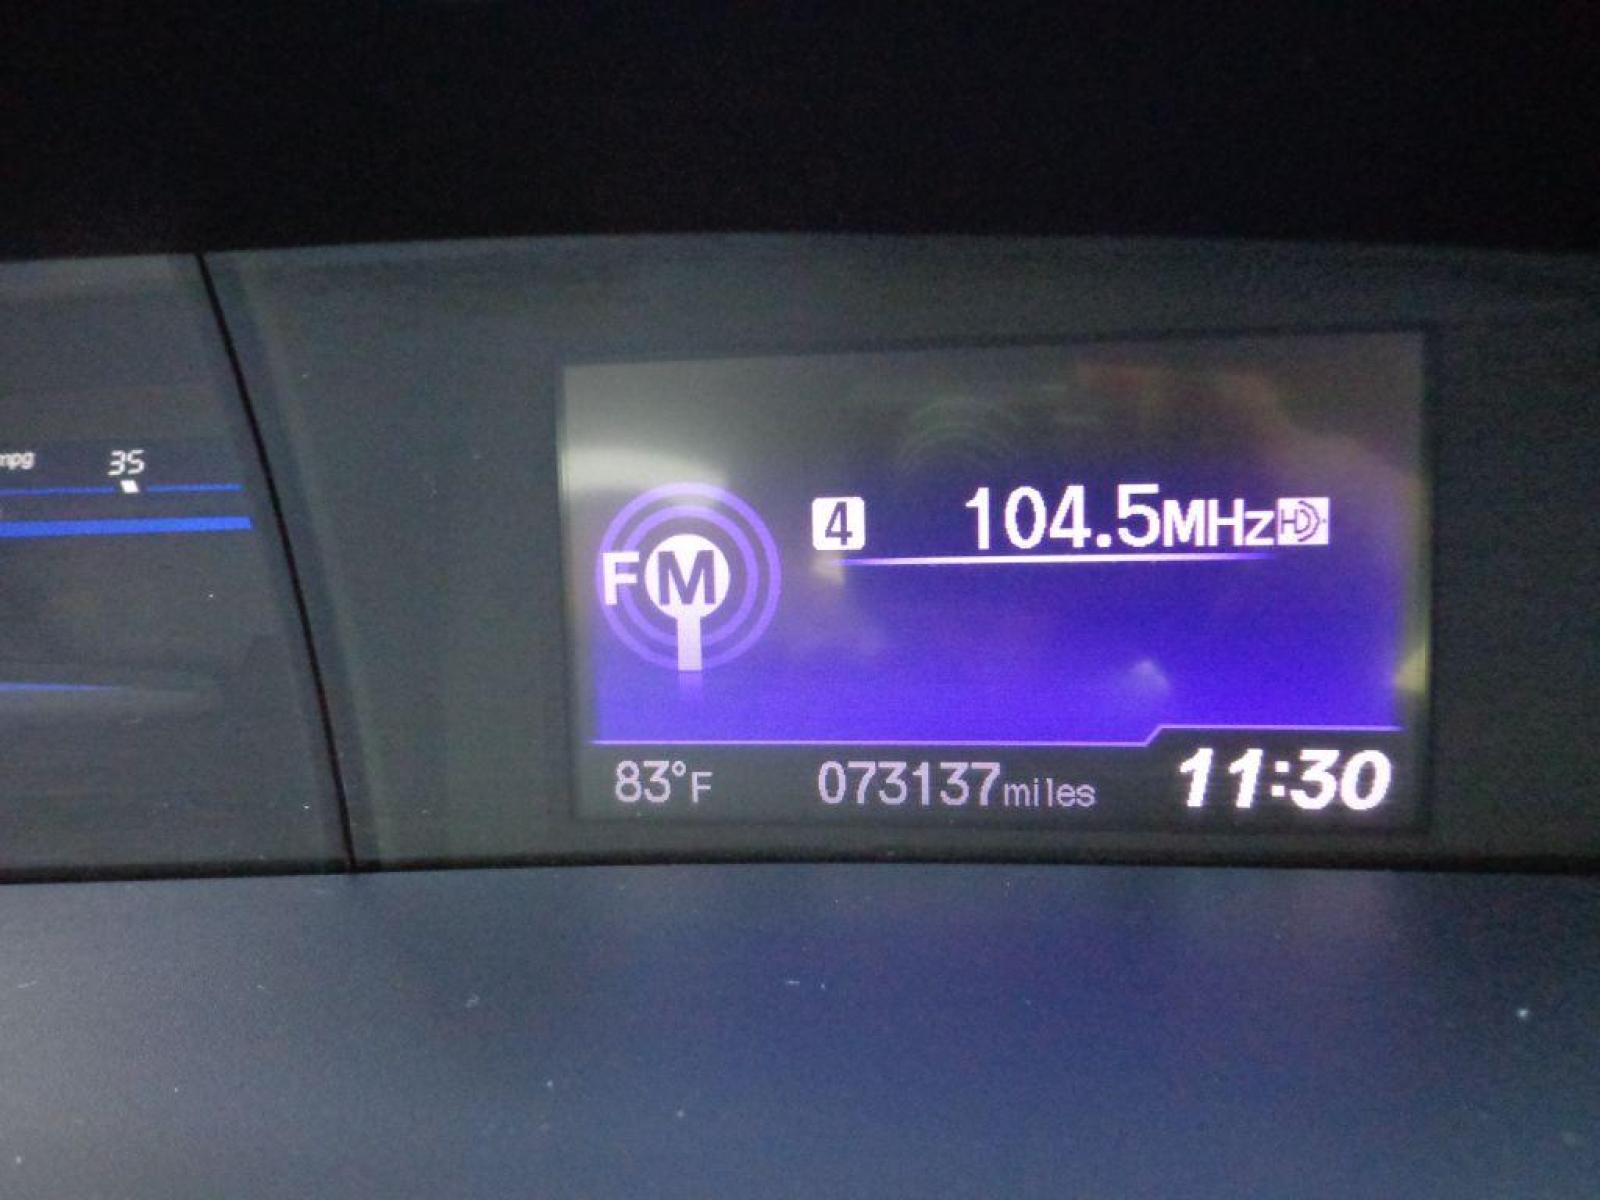 mpg 35
4 104.5MHz HD
FM
83°F 073137miles 11:30